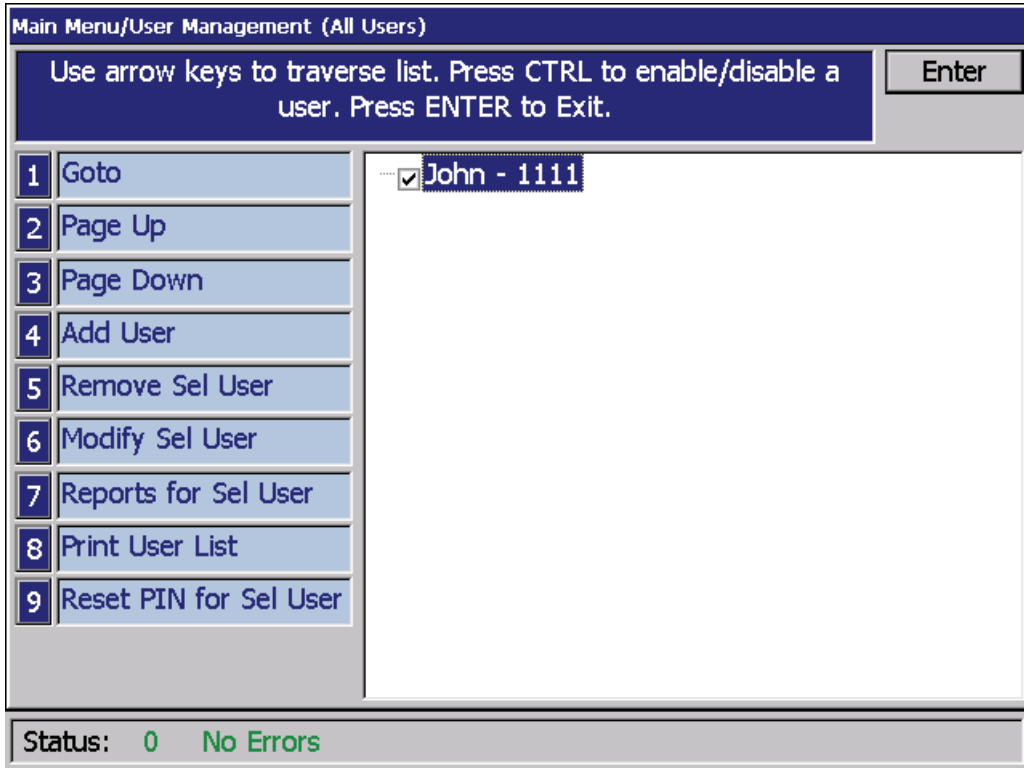 Main Menu/User Management (All Users)
Use arrow keys to traverse list. Press CTRL to enable/disable a
user. Press ENTER to Exit.
Enter
1 Goto
2 Page Up
3 Page Down
4 Add User
5 Remove Sel User
6 Modify Sel User
7 Reports for Sel User
8 Print User List
9 Reset PIN for Sel User
John - 1111
Status: 0 No Errors